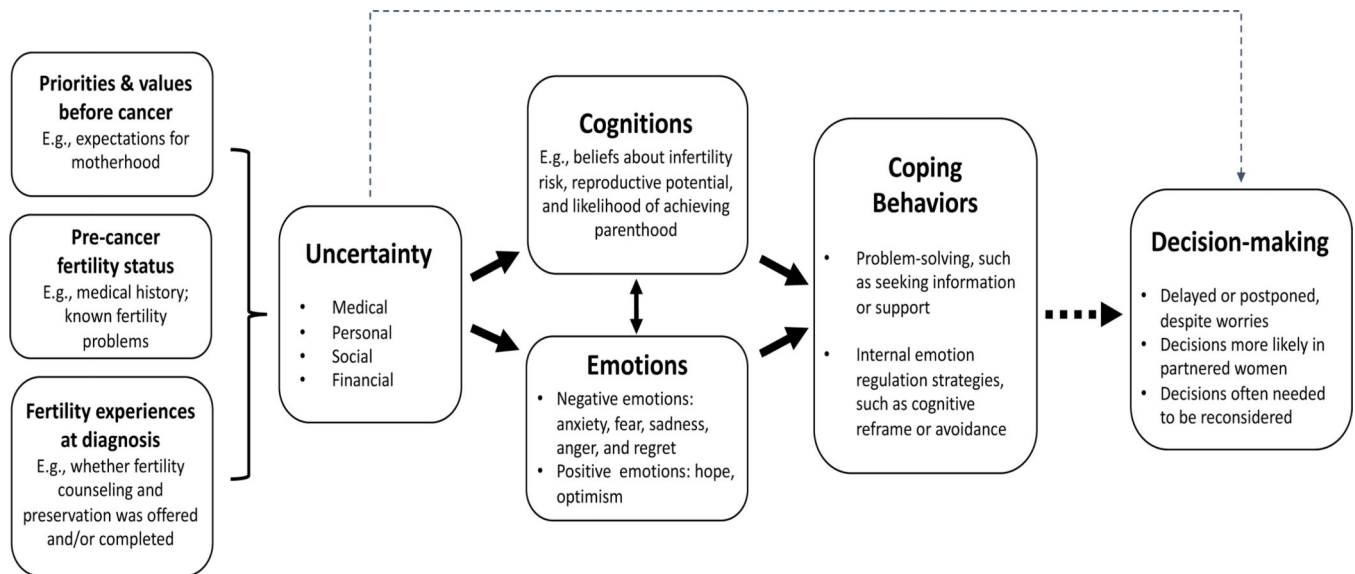 Priorities & values
before cancer
E.g., expectations for
motherhood
Pre-cancer
fertility status
E.g., medical history;
known fertility
problems
Fertility experiences
at diagnosis
E.g., whether fertility
counseling and
preservation was offered
and/or completed
Uncertainty
• Medical
• Personal
• Social
• Financial
Cognitions
E.g., beliefs about infertility
risk, reproductive potential,
and likelihood of achieving
parenthood
Emotions
• Negative emotions:
anxiety, fear, sadness,
anger, and regret
• Positive emotions: hope,
optimism
Coping
Behaviors
• Problem-solving, such
as seeking information
or support
• Internal emotion
regulation strategies,
such as cognitive
reframe or avoidance
Decision-making
• Delayed or postponed,
despite worries
• Decisions more likely in
partnered women
• Decisions often needed
to be reconsidered